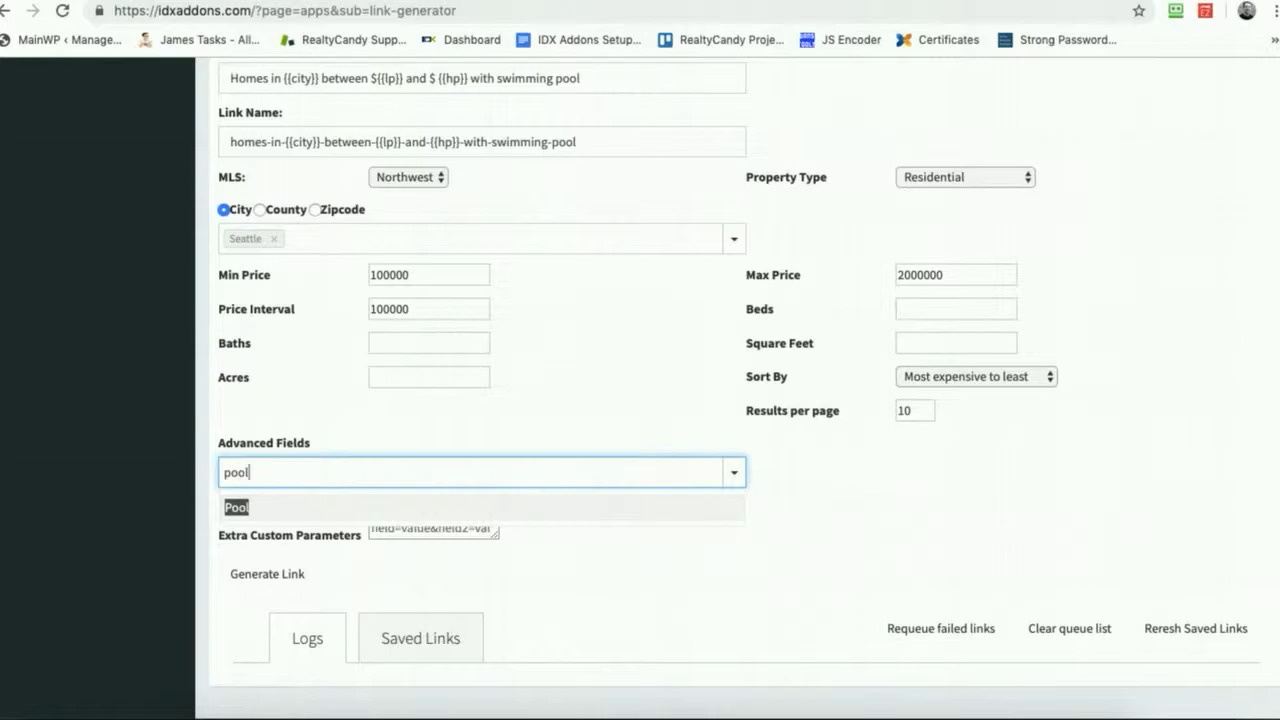 https://idxaddons.com/?page=apps&sub=link-generator
MainWP ‹ Manage... James Tasks - All... RealtyCandy Supp... Dashboard IDX Addons Setup... RealtyCandy Proje... JS Encoder Certificates Strong Password... »
Homes in {{city}} between ${{lp}} and $ {{hp}} with swimming pool
Link Name:
homes-in-{{city}}-between-{{lp}}-and-{{hp}}-with-swimming-pool
MLS: Northwest Property Type Residential
City County Zipcode
Seattle ×
Min Price 100000 Max Price 2000000
Price Interval 100000 Beds
Baths Square Feet
Acres Sort By Most expensive to least
Results per page 10
Advanced Fields
pool
Pool
Extra Custom Parameters field=value&field2=val
Generate Link
Logs Saved Links Requeue failed links Clear queue list Reresh Saved Links